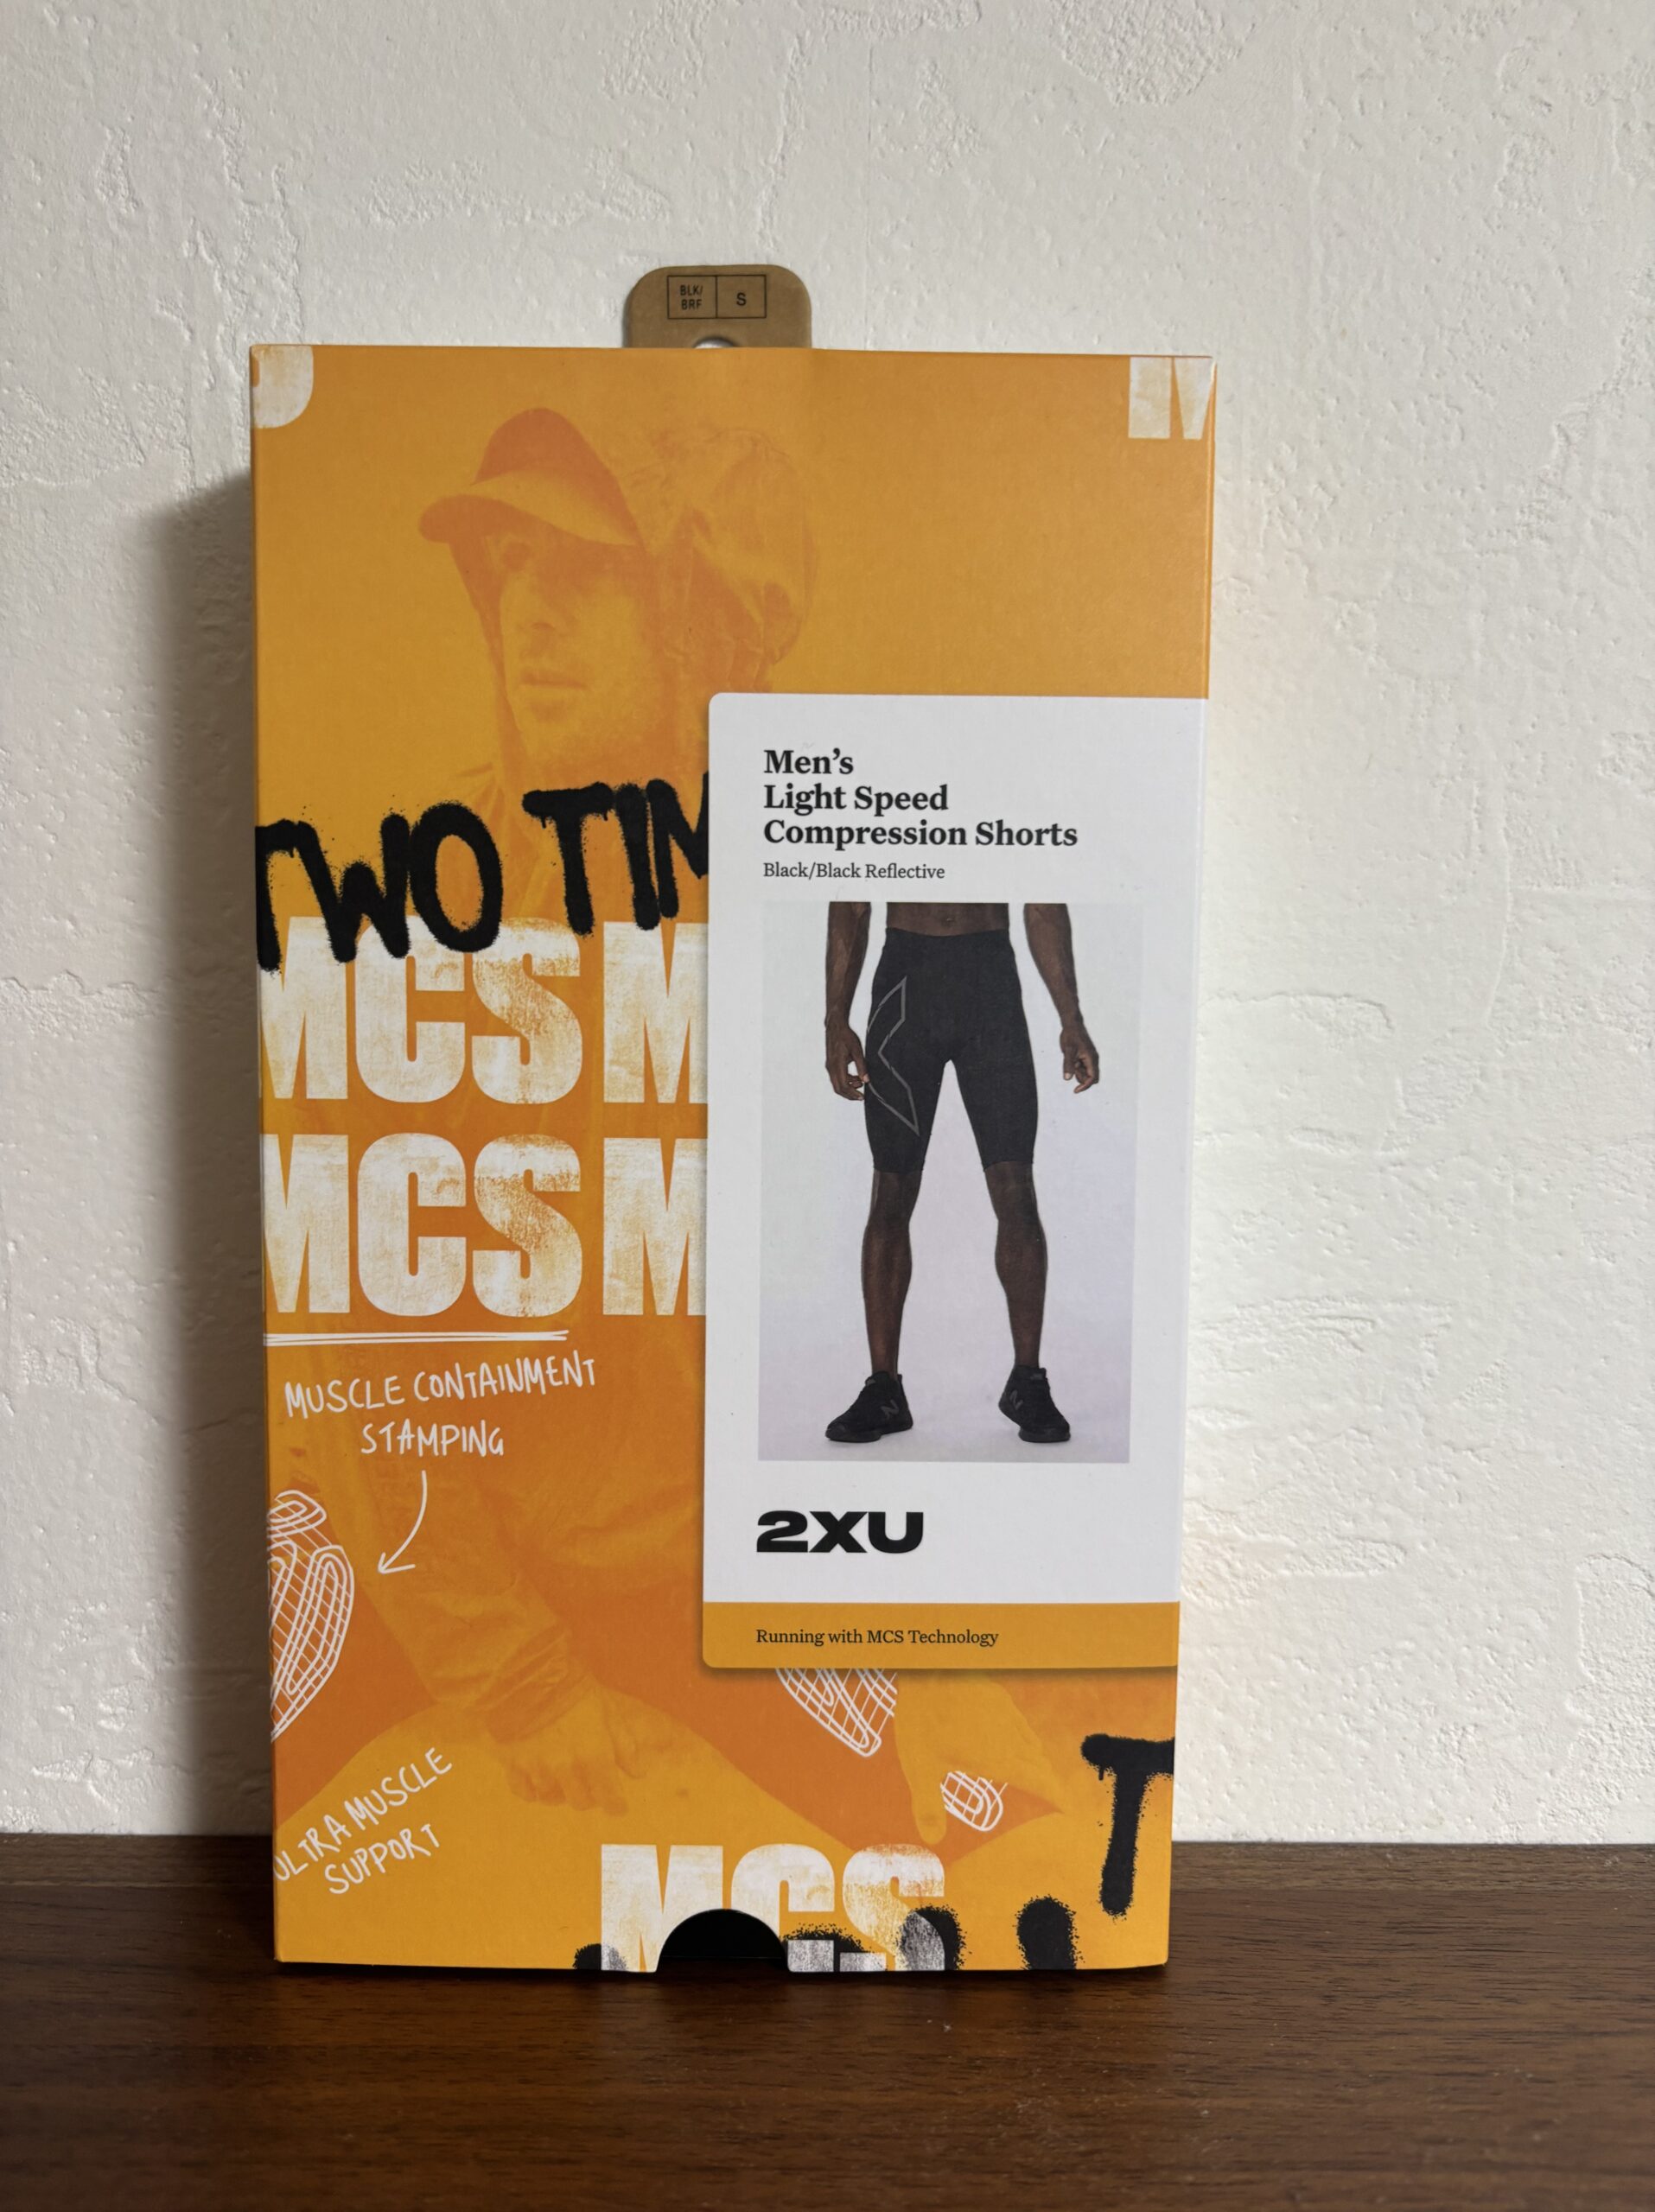 BLK/
BRF
S
Men's
Light Speed
Compression Shorts
Black/Black Reflective
TWO
MCS M
MCS M
MUSCLE CONTAINMENT
STAMPING
2XU
Running with MCS Technology
ULTRA MUSCLE
SUPPORT
MCS